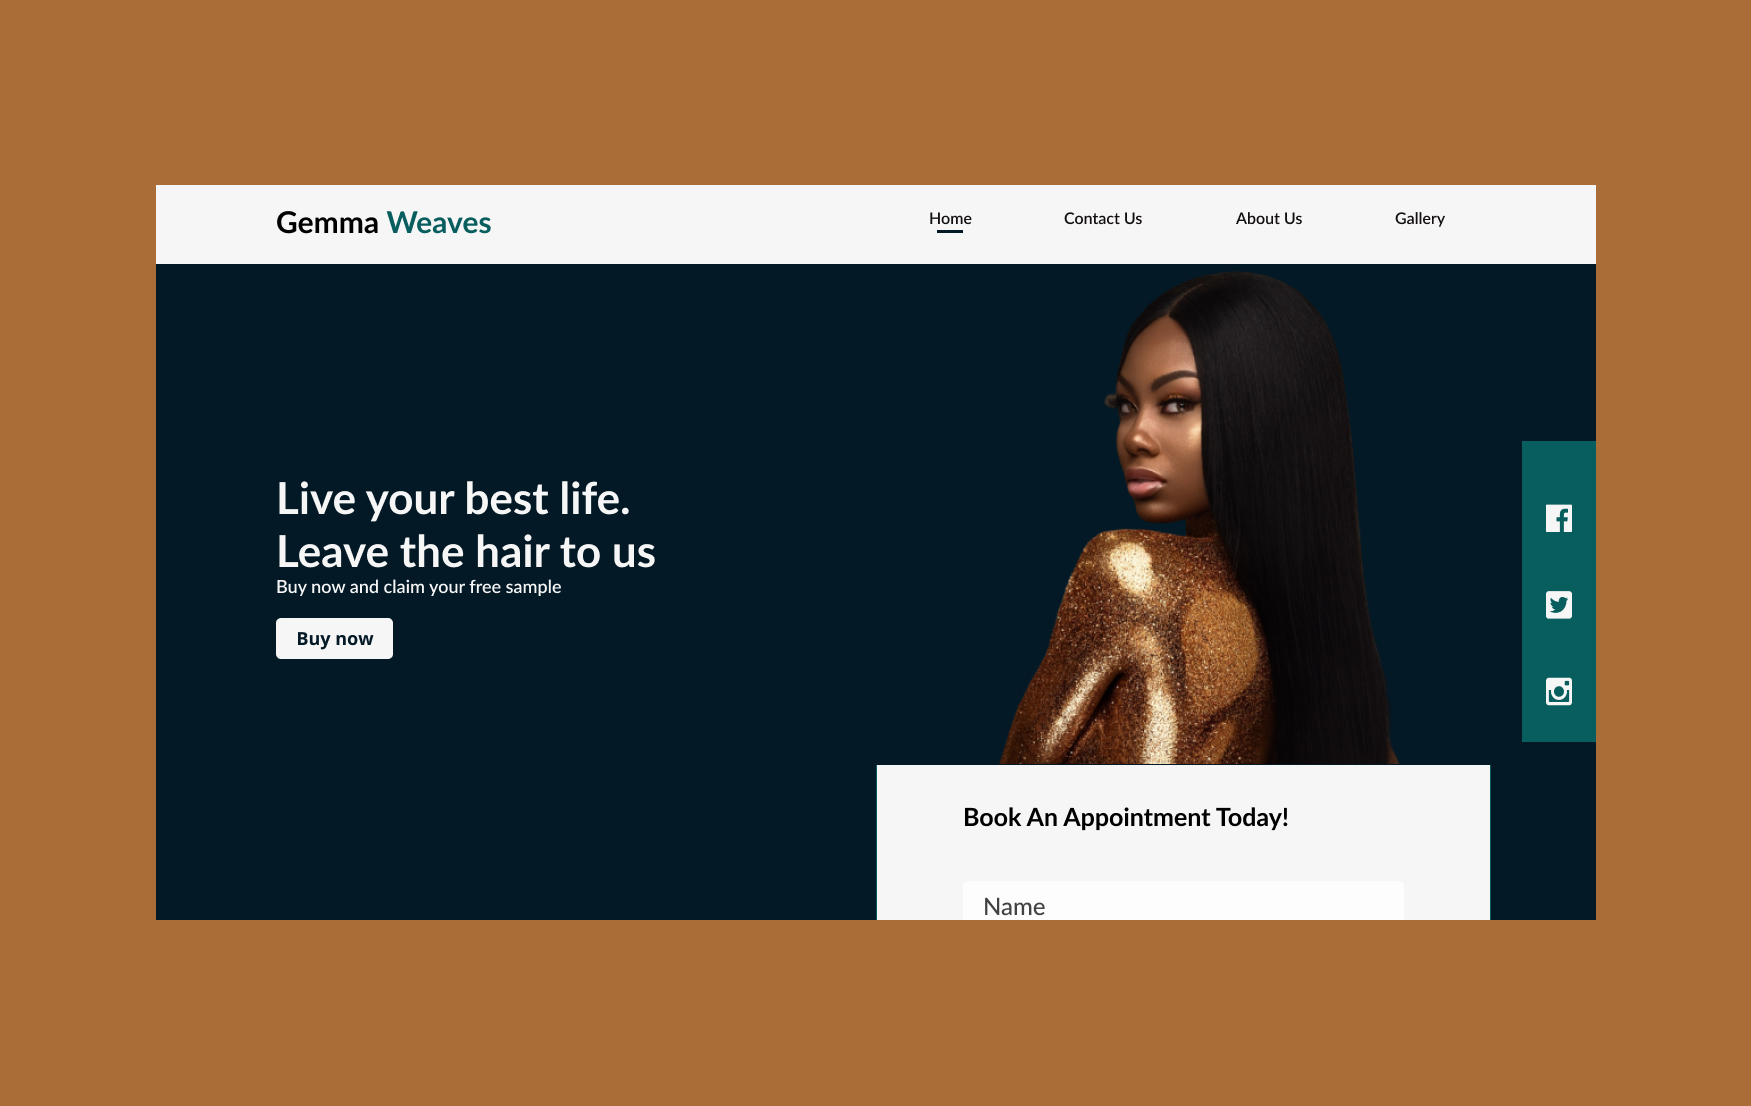 Gemma Weaves
Home
Contact Us
About Us
Gallery
Live your best life.
Leave the hair to us
Buy now and claim your free sample
Buy now
Book An Appointment Today!
Name